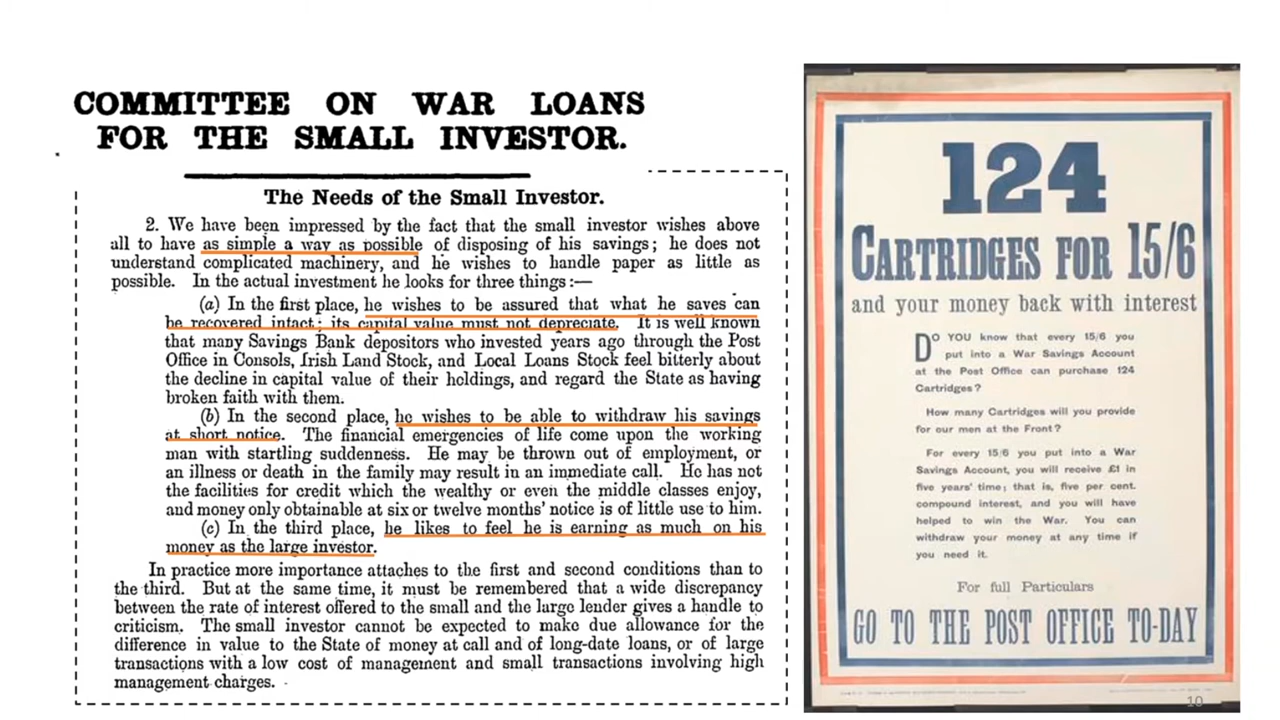 COMMITTEE ON WAR LOANS
FOR THE SMALL INVESTOR.
The Needs of the Small Investor.
2. We have been impressed by the fact that the small investor wishes above
all to have as simple a way as possible of disposing of his savings; he does not
understand complicated machinery, and he wishes to handle paper as little as
possible. In the actual investment he looks for three things:—
(a) In the first place, he wishes to be assured that what he saves can
be recovered intact; its capital value must not depreciate. It is well known
that many Savings Bank depositors who invested years ago through the Post
Office in Consols, Irish Land Stock, and Local Loans Stock feel bitterly about
the decline in capital value of their holdings, and regard the State as having
broken faith with them.
(b) In the second place, he wishes to be able to withdraw his savings
at short notice. The financial emergencies of life come upon the working
man with startling suddenness. He may be thrown out of employment, or
an illness or death in the family may result in an immediate call. He has not
the facilities for credit which the wealthy or even the middle classes enjoy,
and money only obtainable at six or twelve months' notice is of little use to him.
(c) In the third place, he likes to feel he is earning as much on his
money as the large investor.
In practice more importance attaches to the first and second conditions than to
the third. But at the same time, it must be remembered that a wide discrepancy
between the rate of interest offered to the small and the large lender gives a handle to
criticism. The small investor cannot be expected to make due allowance for the
difference in value to the State of money at call and of long-date loans, or of large
transactions with a low cost of management and small transactions involving high
management charges.
124
CARTRIDGES FOR 15/6
and your money back with interest
DO YOU know that every 15/6 you
put into a War Savings Account
at the Post Office can purchase 124
Cartridges?
How many Cartridges will you provide
for our men at the Front?
For every 15/6 you put into a War
Savings Account, you will receive £1 in
five years' time; that is, five per cent.
compound interest, and you will have
helped to win the War. You can
withdraw your money at any time if
you need it.
For full Particulars
GO TO THE POST OFFICE TO-DAY
10